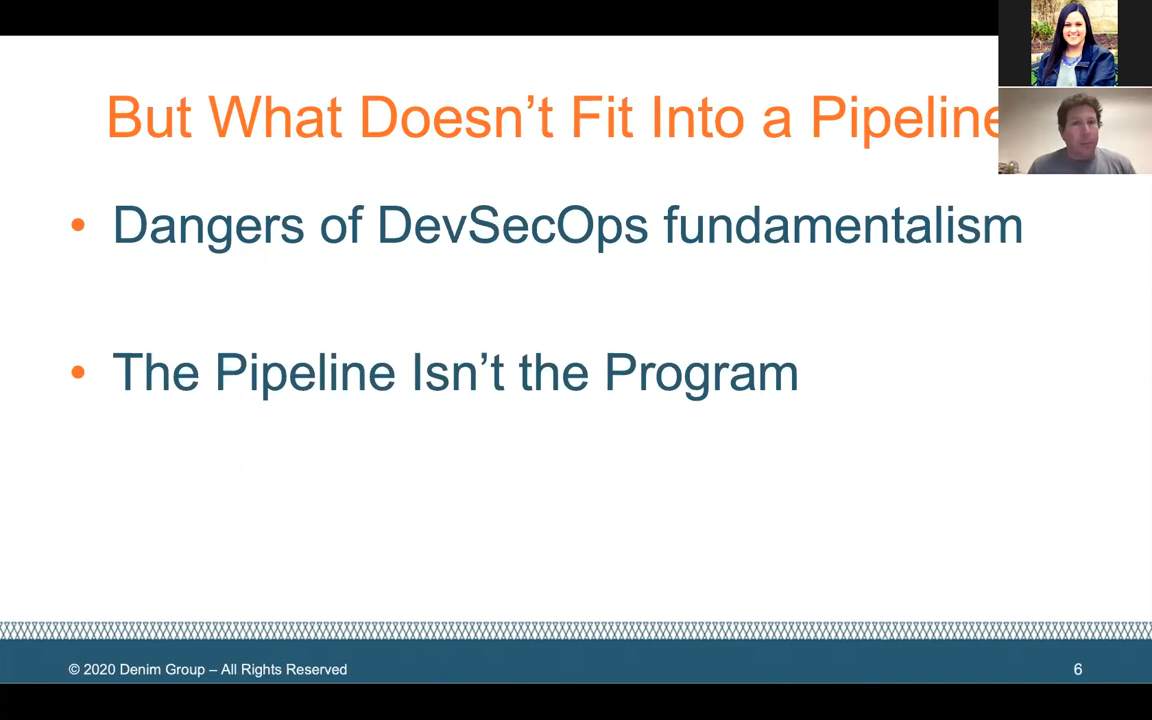 But What Doesn’t Fit Into a Pipeline
• Dangers of DevSecOps fundamentalism
• The Pipeline Isn’t the Program
© 2020 Denim Group – All Rights Reserved
6